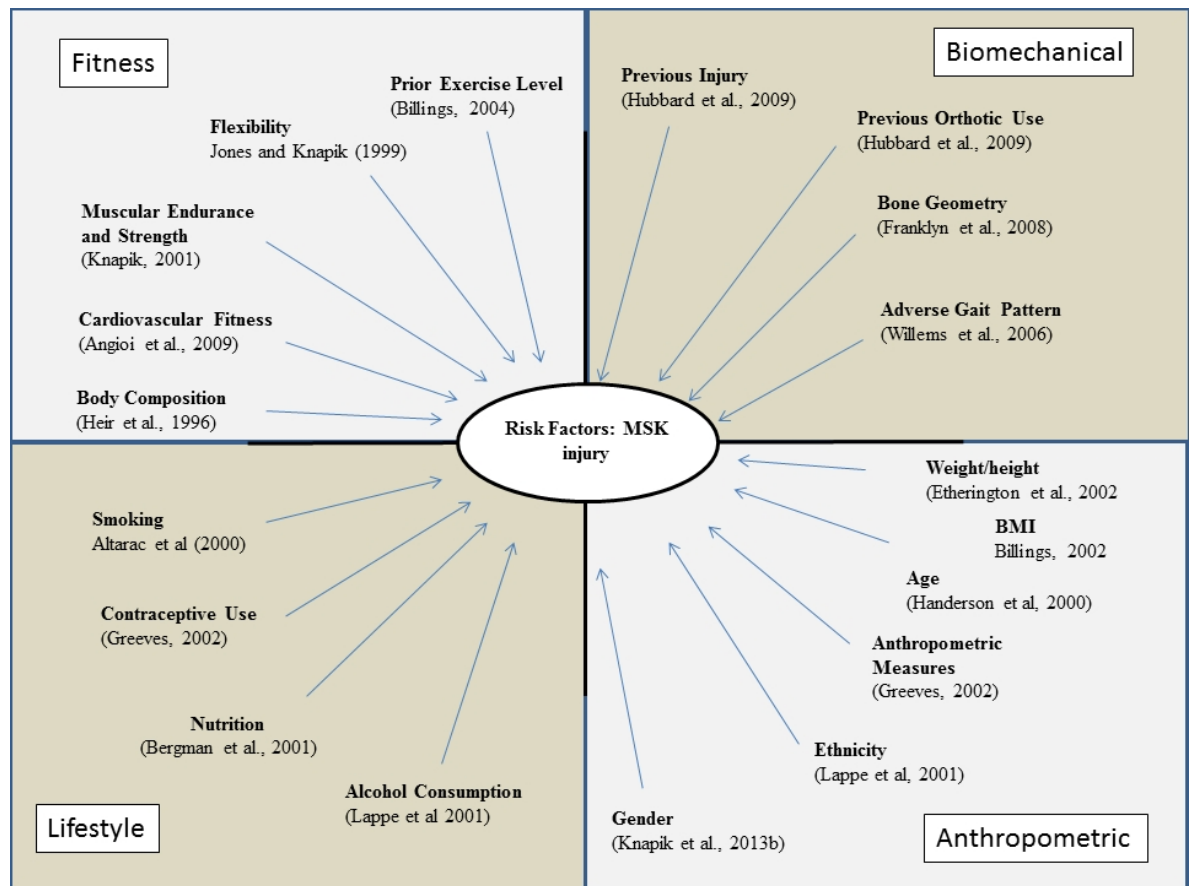 Fitness
Prior Exercise Level
(Billings, 2004)
Flexibility
Jones and Knapik (1999)
Muscular Endurance
and Strength
(Knapik, 2001)
Cardiovascular Fitness
(Angioi et al., 2009)
Body Composition
(Heir et al., 1996)
Biomechanical
Previous Injury
(Hubbard et al., 2009)
Previous Orthotic Use
(Hubbard et al., 2009)
Bone Geometry
(Franklyn et al., 2008)
Adverse Gait Pattern
(Willems et al., 2006)
Risk Factors: MSK
injury
Smoking
Altarac et al (2000)
Contraceptive Use
(Greeves, 2002)
Nutrition
(Bergman et al., 2001)
Alcohol Consumption
(Lappe et al 2001)
Lifestyle
Weight/height
(Etherington et al., 2002
BMI
Billings, 2002
Age
(Handerson et al, 2000)
Anthropometric
Measures
(Greeves, 2002)
Ethnicity
(Lappe et al, 2001)
Gender
(Knapik et al., 2013b)
Anthropometric